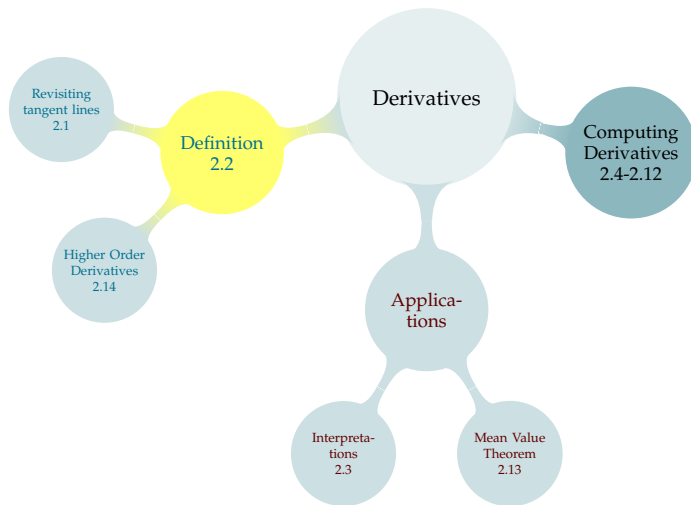 Derivatives
Revisiting
tangent lines
2.1
Definition
2.2
Computing
Derivatives
2.4-2.12
Higher Order
Derivatives
2.14
Applica-
tions
Interpreta-
tions
2.3
Mean Value
Theorem
2.13